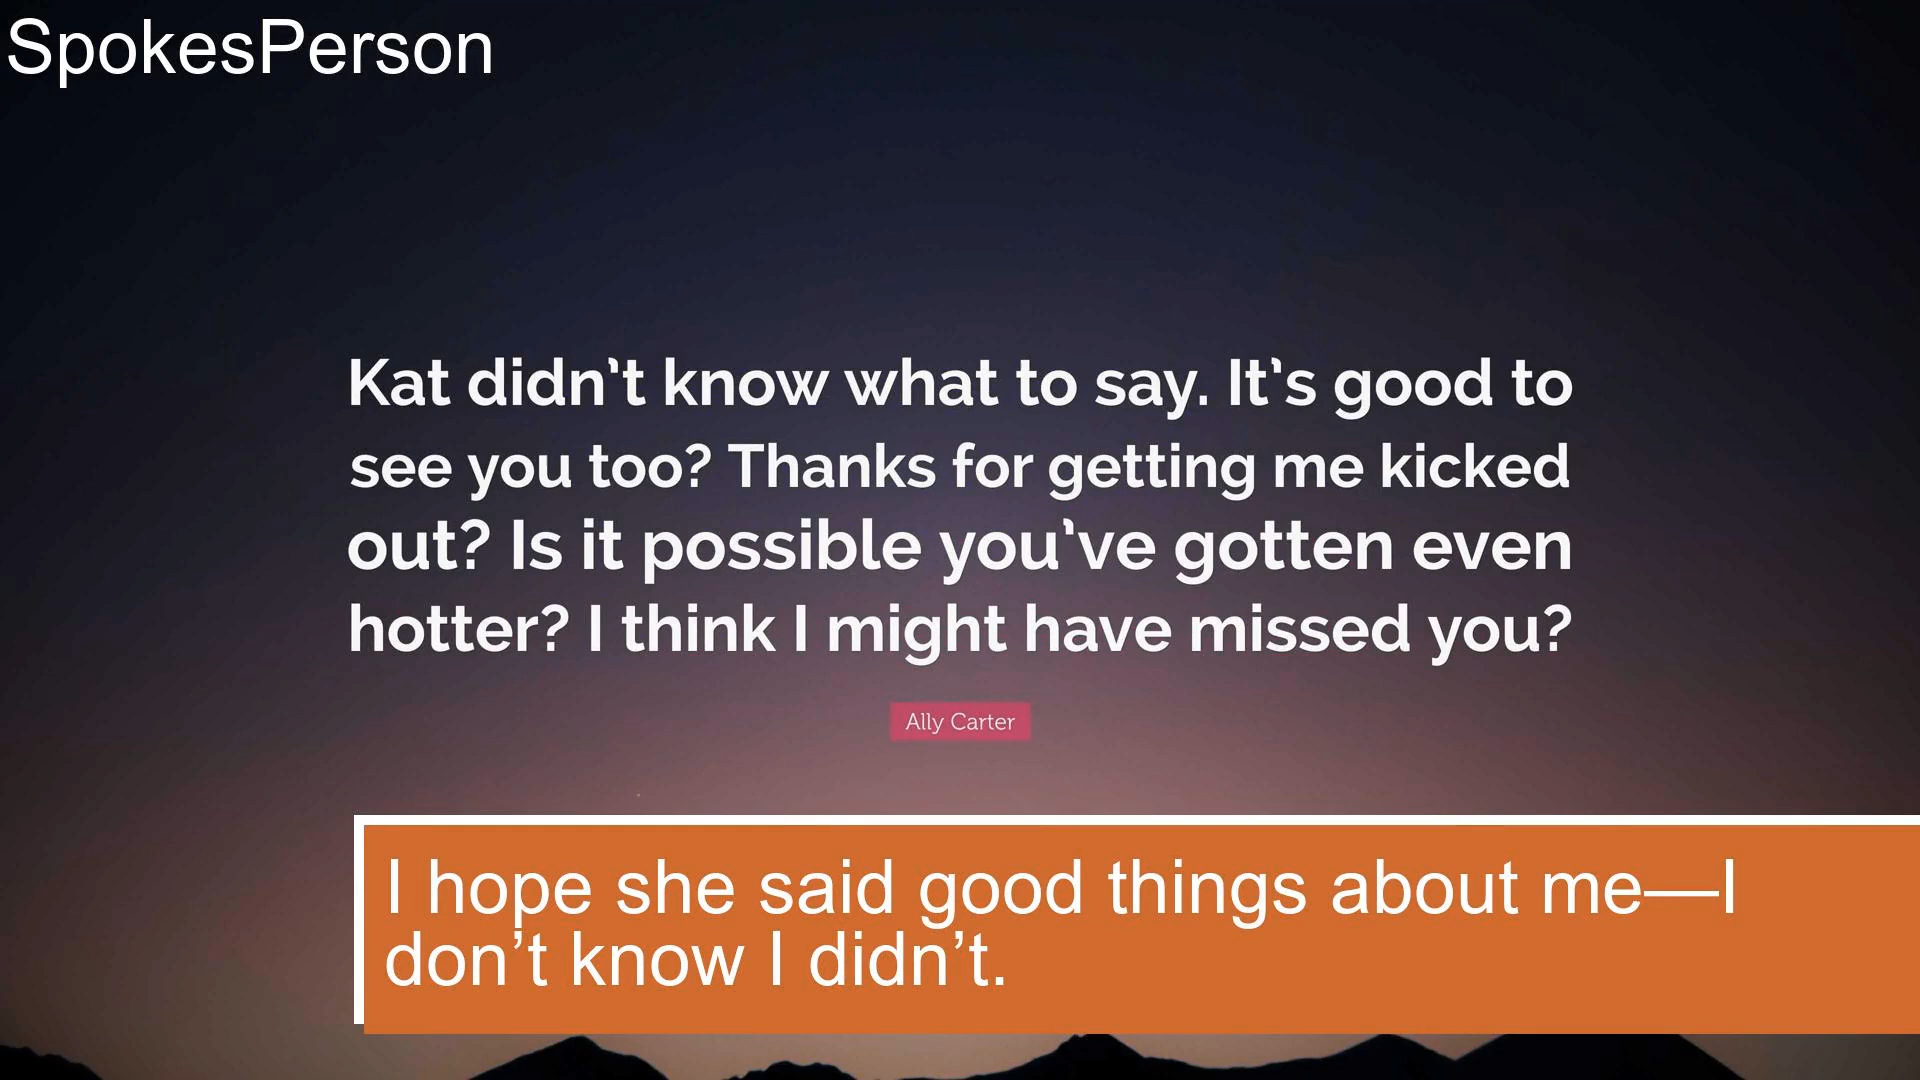 SpokesPerson
Kat didn’t know what to say. It’s good to
see you too? Thanks for getting me kicked
out? Is it possible you’ve gotten even
hotter? I think I might have missed you?
Ally Carter
I hope she said good things about me—I
don’t know I didn’t.